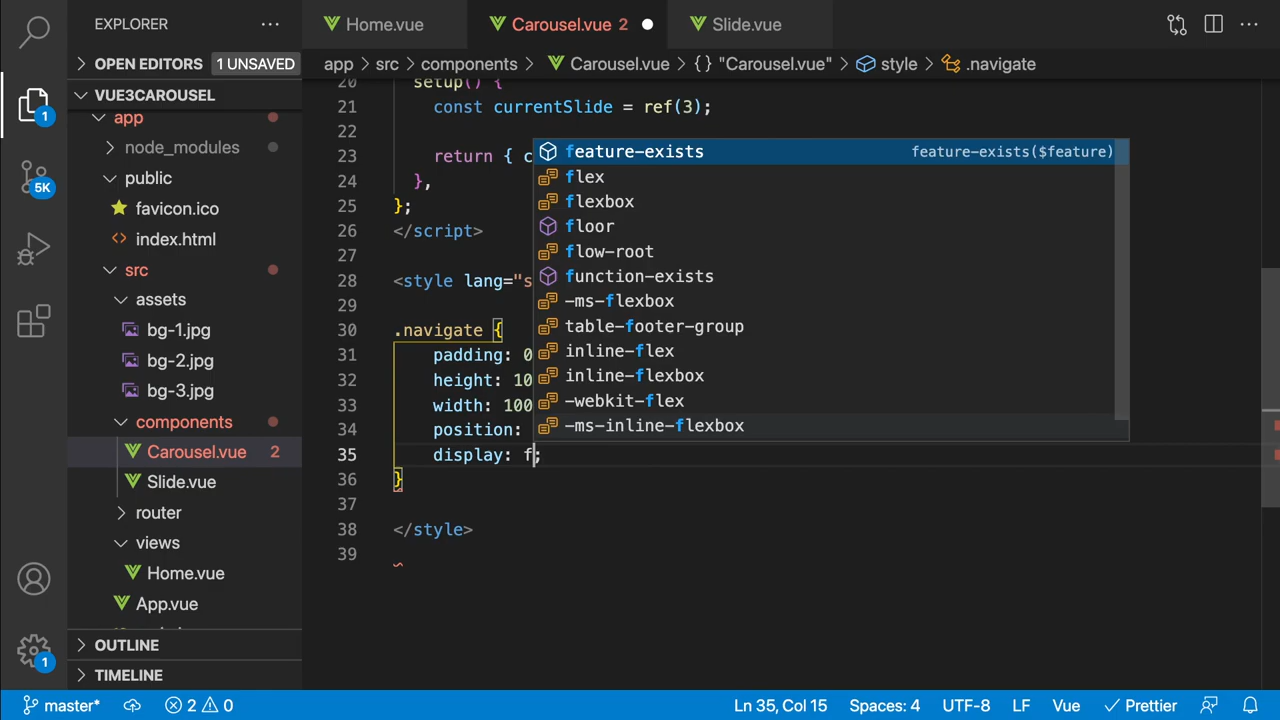 EXPLORER ···
Home.vue
Carousel.vue 2
Slide.vue
···
OPEN EDITORS 1 UNSAVED
app > src > components > Carousel.vue > {} "Carousel.vue" > style > .navigate
VUE3CAROUSEL
app
node_modules
public
favicon.ico
index.html
src
assets
bg-1.jpg
bg-2.jpg
bg-3.jpg
components
Carousel.vue 2
Slide.vue
router
views
Home.vue
App.vue
OUTLINE
TIMELINE
1
5K
1
20 setup() {
21 const currentSlide = ref(3);
22
23 return { c
24 },
25 };
26 </script>
27
28 <style lang="s
29
30 .navigate {
31 padding: 0
32 height: 10
33 width: 100
34 position:
35 display: f;
36 }
37
38 </style>
39
feature-exists feature-exists($feature)
flex
flexbox
floor
flow-root
function-exists
-ms-flexbox
table-footer-group
inline-flex
inline-flexbox
-webkit-flex
-ms-inline-flexbox
master* 2 0 Ln 35, Col 15 Spaces: 4 UTF-8 LF Vue Prettier